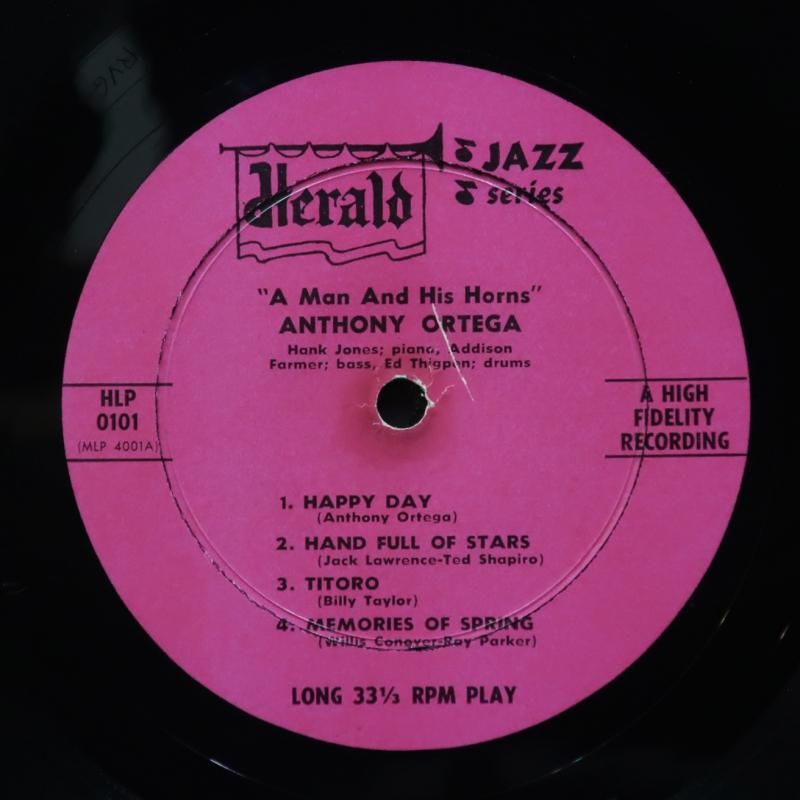 RVG
Herald
JAZZ
series
"A Man And His Horns"
ANTHONY ORTEGA
Hank Jones; piano, Addison
Farmer; bass, Ed Thigpen; drums
HLP
0101
(MLP 4001A)
A HIGH
FIDELITY
RECORDING
1. HAPPY DAY
(Anthony Ortega)
2. HAND FULL OF STARS
(Jack Lawrence-Ted Shapiro)
3. TITORO
(Billy Taylor)
4. MEMORIES OF SPRING
(Willis Conover-Ray Parker)
LONG 33⅓ RPM PLAY